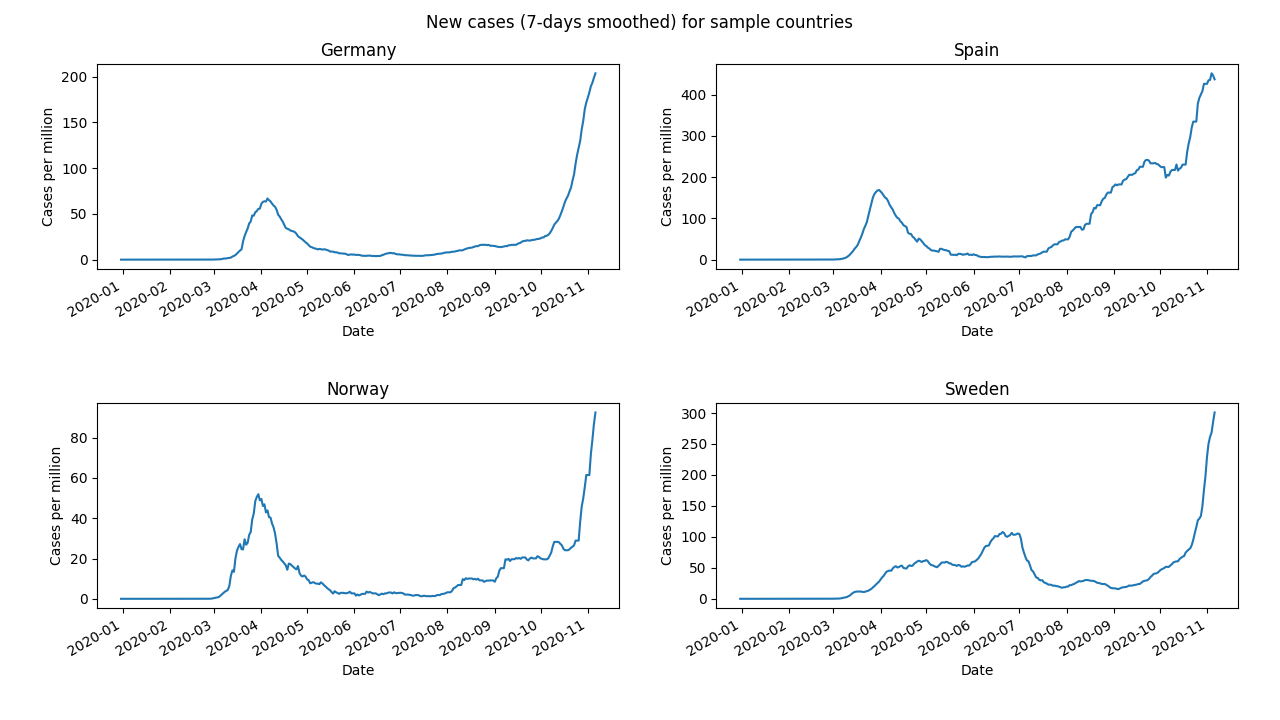 New cases (7-days smoothed) for sample countries
Germany
Cases per million
200
150
100
50
0
2020-01 2020-02 2020-03 2020-04 2020-05 2020-06 2020-07 2020-08 2020-09 2020-10 2020-11
Date
Spain
Cases per million
400
300
200
100
0
2020-01 2020-02 2020-03 2020-04 2020-05 2020-06 2020-07 2020-08 2020-09 2020-10 2020-11
Date
Norway
Cases per million
80
60
40
20
0
2020-01 2020-02 2020-03 2020-04 2020-05 2020-06 2020-07 2020-08 2020-09 2020-10 2020-11
Date
Sweden
Cases per million
300
250
200
150
100
50
0
2020-01 2020-02 2020-03 2020-04 2020-05 2020-06 2020-07 2020-08 2020-09 2020-10 2020-11
Date